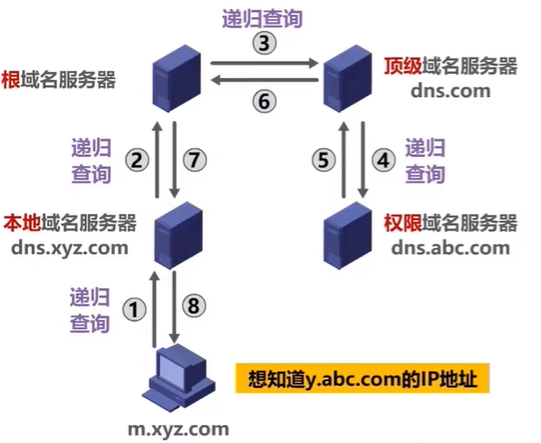 递归查询
③
根域名服务器
顶级域名服务器
dns.com
⑥
递归
查询
②
⑦
⑤
④
递归
查询
本地域名服务器
dns.xyz.com
权限域名服务器
dns.abc.com
递归
查询
①
⑧
想知道y.abc.com的IP地址
m.xyz.com